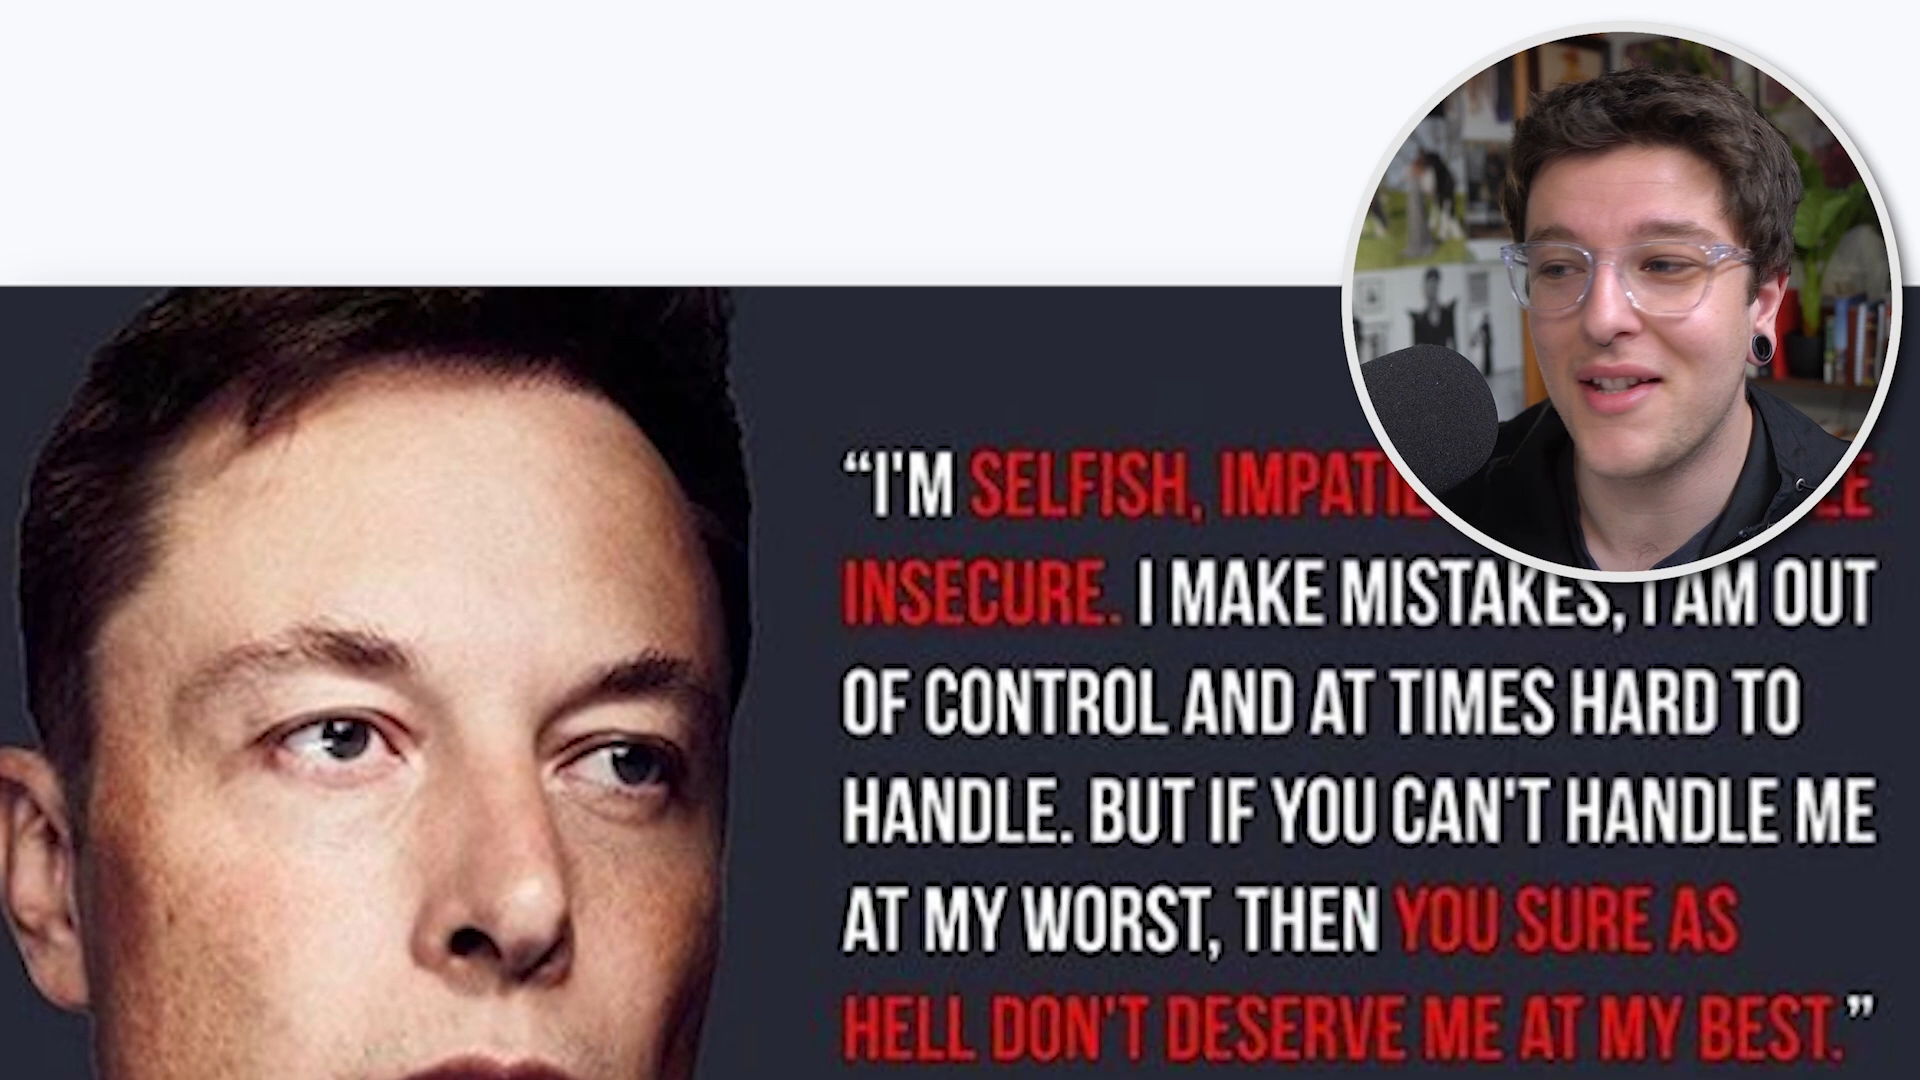 “I'M SELFISH,
INSECURE. I MAKE MISTAKES, I AM OUT
OF CONTROL AND AT TIMES HARD TO
HANDLE. BUT IF YOU CAN'T HANDLE ME
AT MY WORST, THEN YOU SURE AS
HELL DON'T DESERVE ME AT MY BEST.”